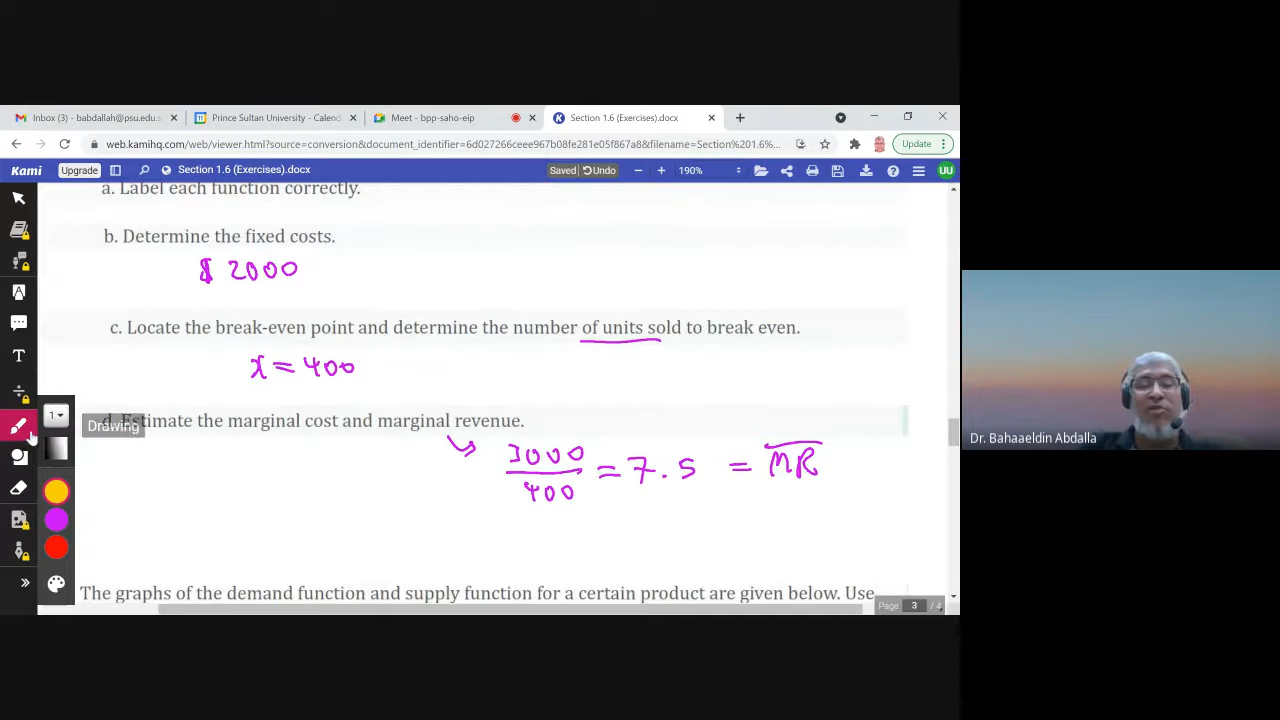 Inbox (3) - babdallah@psu.edu.s
Prince Sultan University - Calend
Meet - bpp-saho-eip
Section 1.6 (Exercises).docx
web.kamihq.com/web/viewer.html?source=conversion&document_identifier=6d027266ceee967b08fe281e05f867a8&filename=Section%201.6%...
Update
Kami
Upgrade
Section 1.6 (Exercises).docx
Saved
Undo
190%
UU
a. Label each function correctly.
b. Determine the fixed costs.
$ 2000
c. Locate the break-even point and determine the number of units sold to break even.
x = 400
d. Estimate the marginal cost and marginal revenue.
Drawing
1
3000
400
= 7.5 = MR
The graphs of the demand function and supply function for a certain product are given below. Use
Page 3 / 4
Dr. Bahaaeldin Abdalla